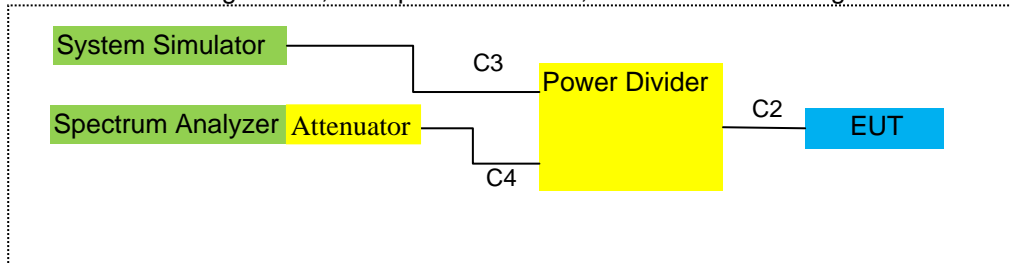 System Simulator
C3
Power Divider
C2
EUT
Spectrum Analyzer
Attenuator
C4